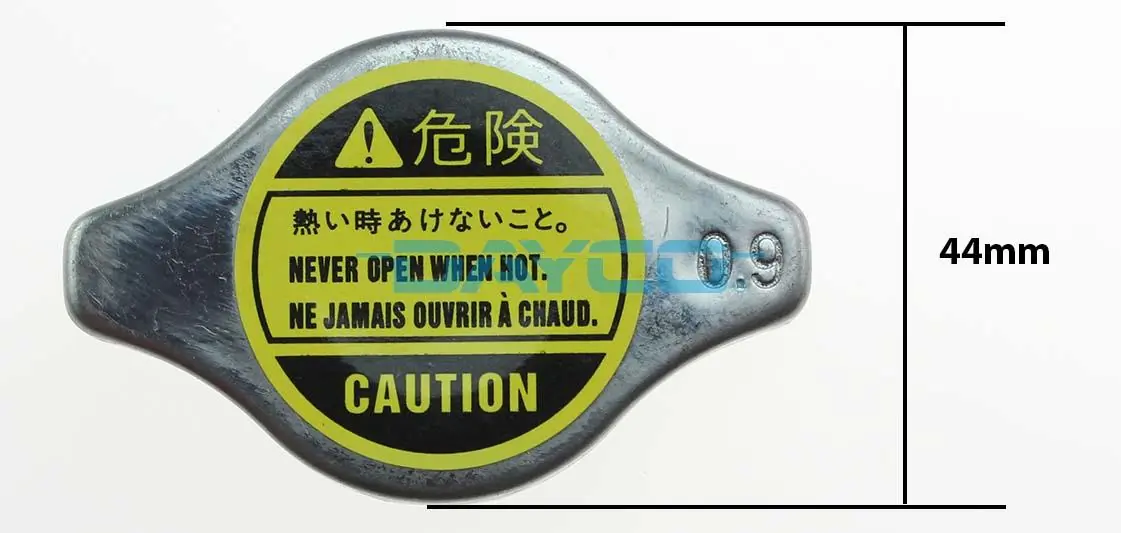 危険
熱い時あけないこと。
NEVER OPEN WHEN HOT.
NE JAMAIS OUVRIR À CHAUD.
CAUTION
0.9
DAYCO
44mm